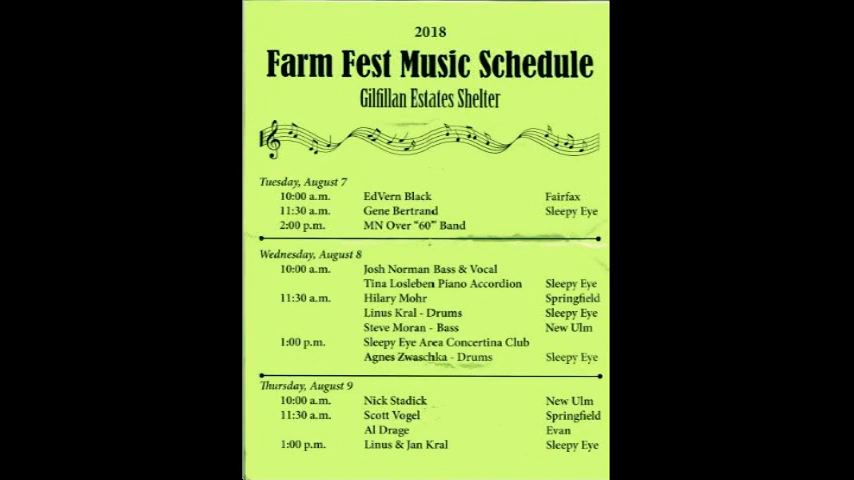 2018
Farm Fest Music Schedule
Gilfillan Estates Shelter
Tuesday, August 7
10:00 a.m. EdVern Black Fairfax
11:30 a.m. Gene Bertrand Sleepy Eye
2:00 p.m. MN Over “60” Band
Wednesday, August 8
10:00 a.m. Josh Norman Bass & Vocal
Tina Losleben Piano Accordion Sleepy Eye
11:30 a.m. Hilary Mohr Springfield
Linus Kral - Drums Sleepy Eye
Steve Moran - Bass New Ulm
1:00 p.m. Sleepy Eye Area Concertina Club
Agnes Zwaschka - Drums Sleepy Eye
Thursday, August 9
10:00 a.m. Nick Stadick New Ulm
11:30 a.m. Scott Vogel Springfield
Al Drage Evan
1:00 p.m. Linus & Jan Kral Sleepy Eye